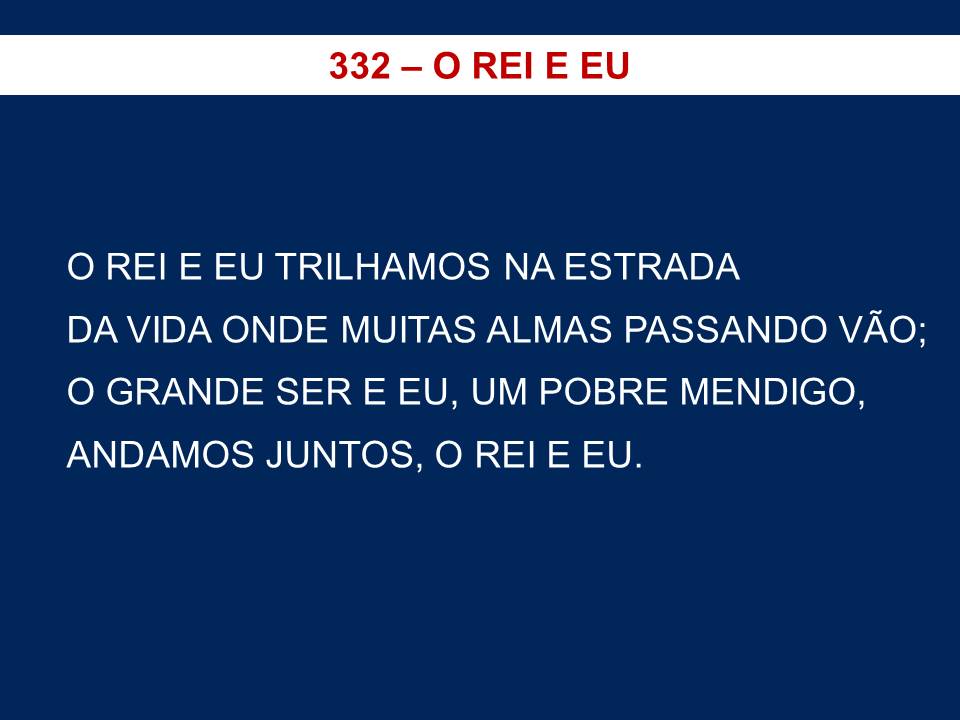 332 – O REI E EU
O REI E EU TRILHAMOS NA ESTRADA
DA VIDA ONDE MUITAS ALMAS PASSANDO VÃO;
O GRANDE SER E EU, UM POBRE MENDIGO,
ANDAMOS JUNTOS, O REI E EU.